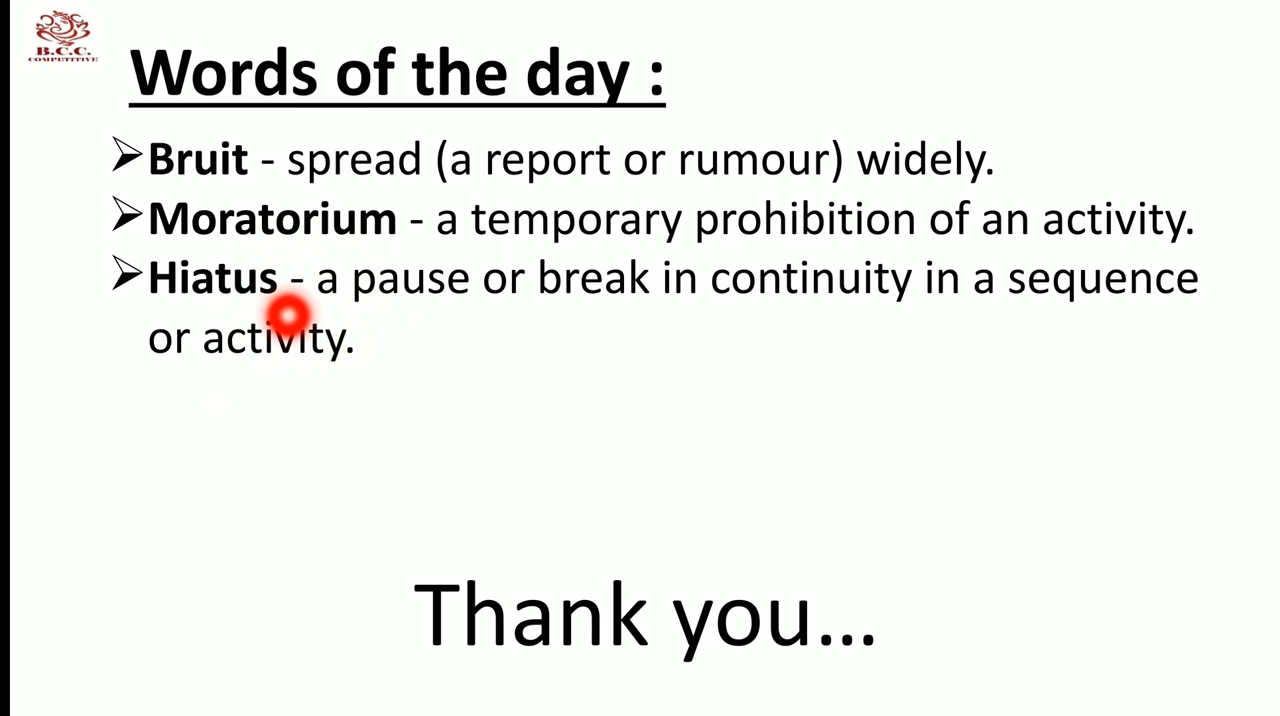 B.C.C.
COMPETITIVE
Words of the day :
Bruit - spread (a report or rumour) widely.
Moratorium - a temporary prohibition of an activity.
Hiatus - a pause or break in continuity in a sequence
or activity.
Thank you...